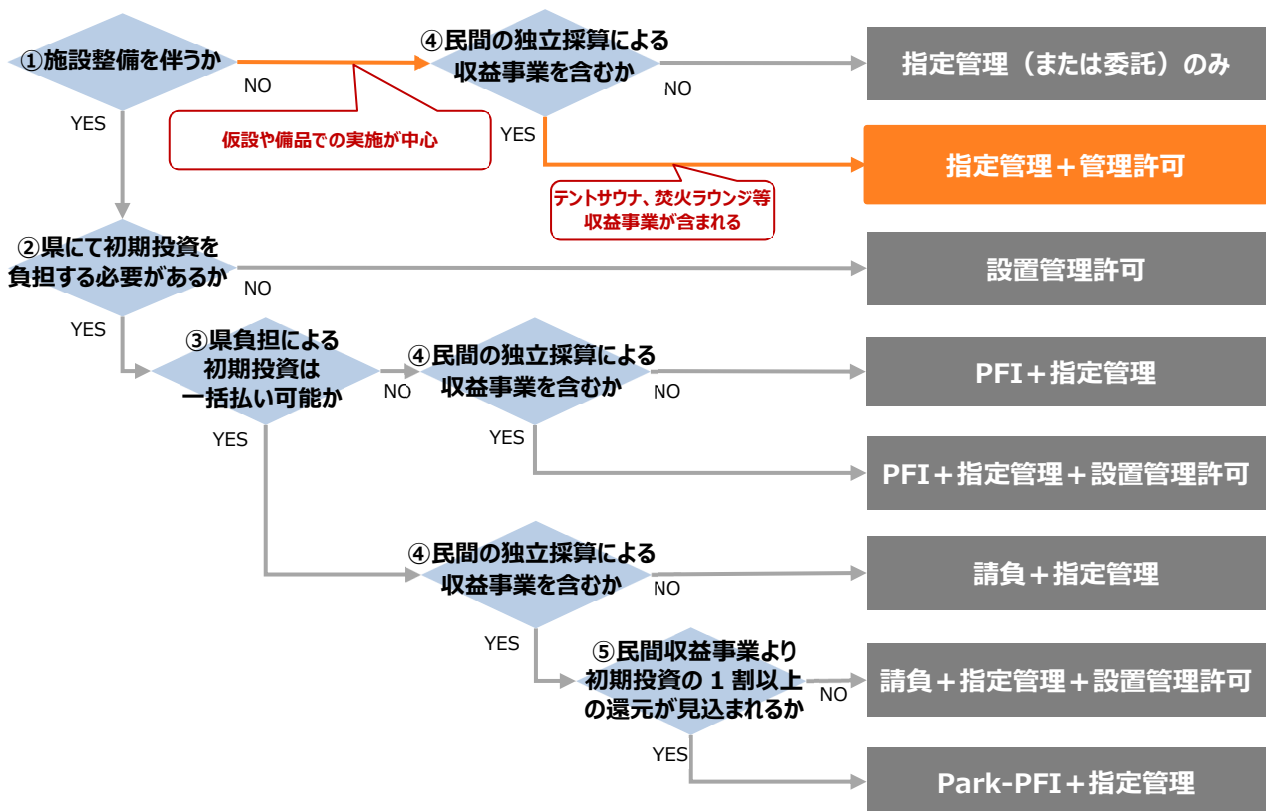 ①施設整備を伴うか
NO
YES
④民間の独立採算による
収益事業を含むか
NO
YES
指定管理（または委託）のみ
仮設や備品での実施が中心
テントサウナ、焚火ラウンジ等
収益事業が含まれる
指定管理＋管理許可
②県にて初期投資を
負担する必要があるか
NO
YES
設置管理許可
③県負担による
初期投資は
一括払い可能か
NO
YES
④民間の独立採算による
収益事業を含むか
NO
YES
PFI＋指定管理
PFI＋指定管理＋設置管理許可
④民間の独立採算による
収益事業を含むか
NO
YES
請負＋指定管理
⑤民間収益事業より
初期投資の 1 割以上
の還元が見込まれるか
NO
YES
請負＋指定管理＋設置管理許可
Park-PFI＋指定管理